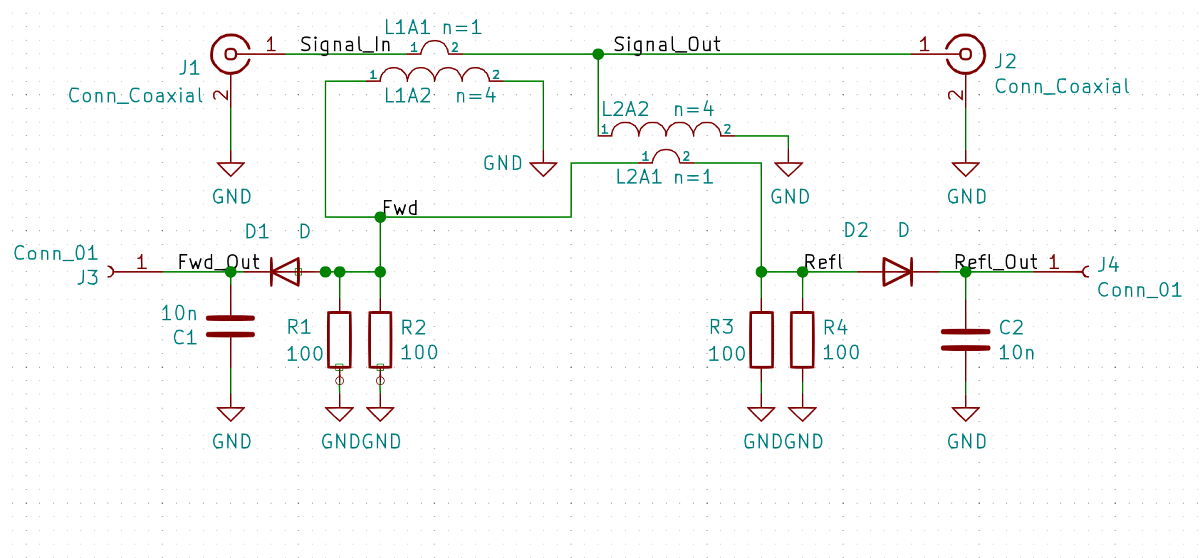 L1A1 n=1
1 Signal_In 1 2 Signal_Out 1
J1 1 2 J2
Conn_Coaxial 2 L1A2 n=4 2 Conn_Coaxial
L2A2 n=4
1 2
GND 1 2
L2A1 n=1
GND GND GND
Fwd
D1 D D2 D
Conn_01 1 Fwd_Out Refl Refl_Out 1 J4
J3 Conn_01
10n R1 R2 R3 R4 C2
C1 100 100 100 100 10n
GND GND GND GND GND GND